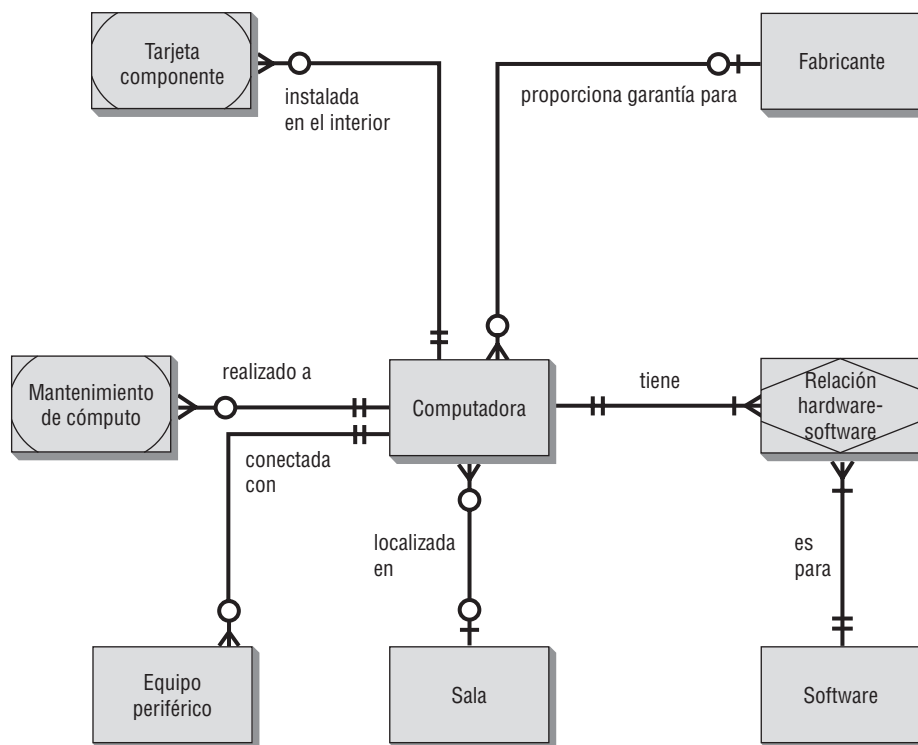 Tarjeta
componente
Fabricante
instalada
en el interior
proporciona garantía para
Mantenimiento
de cómputo
realizado a
Computadora
tiene
Relación
hardware-
software
conectada
con
localizada
en
es
para
Equipo
periférico
Sala
Software